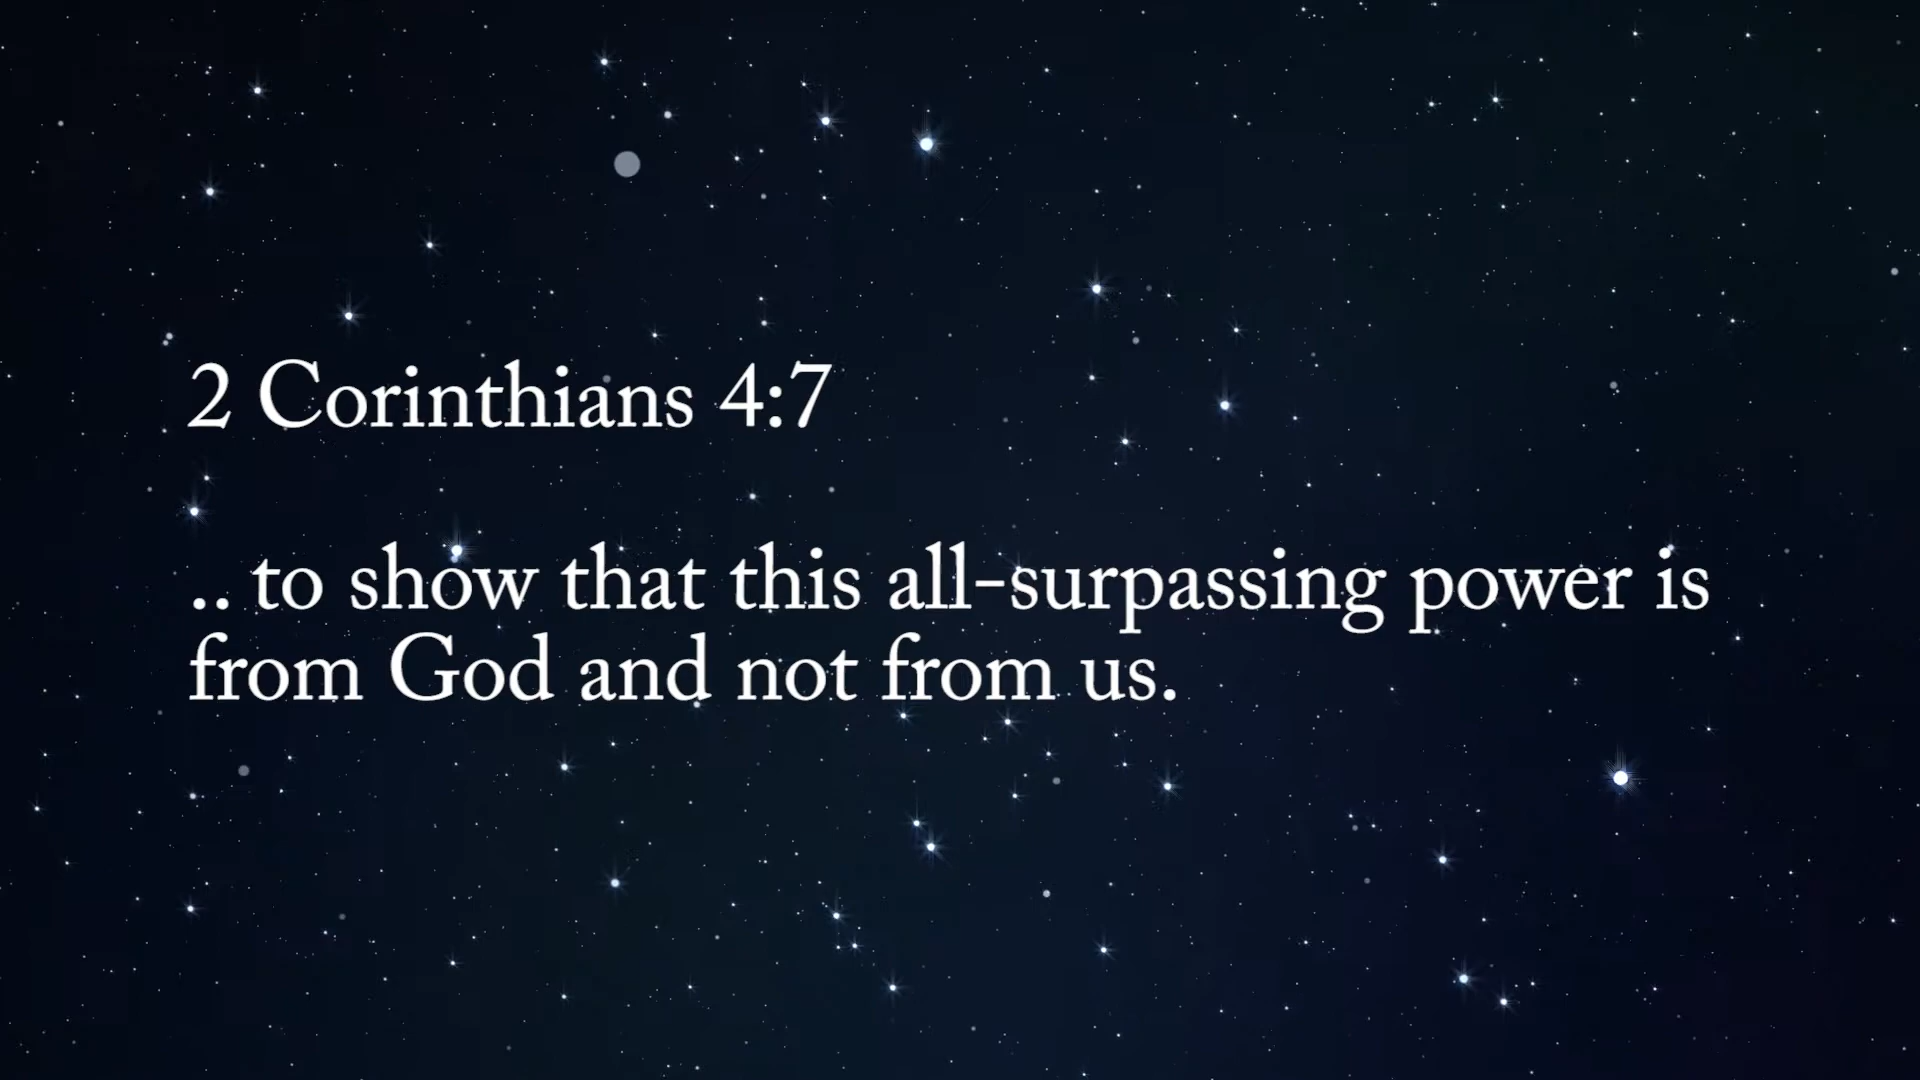 2 Corinthians 4:7
.. to show that this all-surpassing power is
from God and not from us.